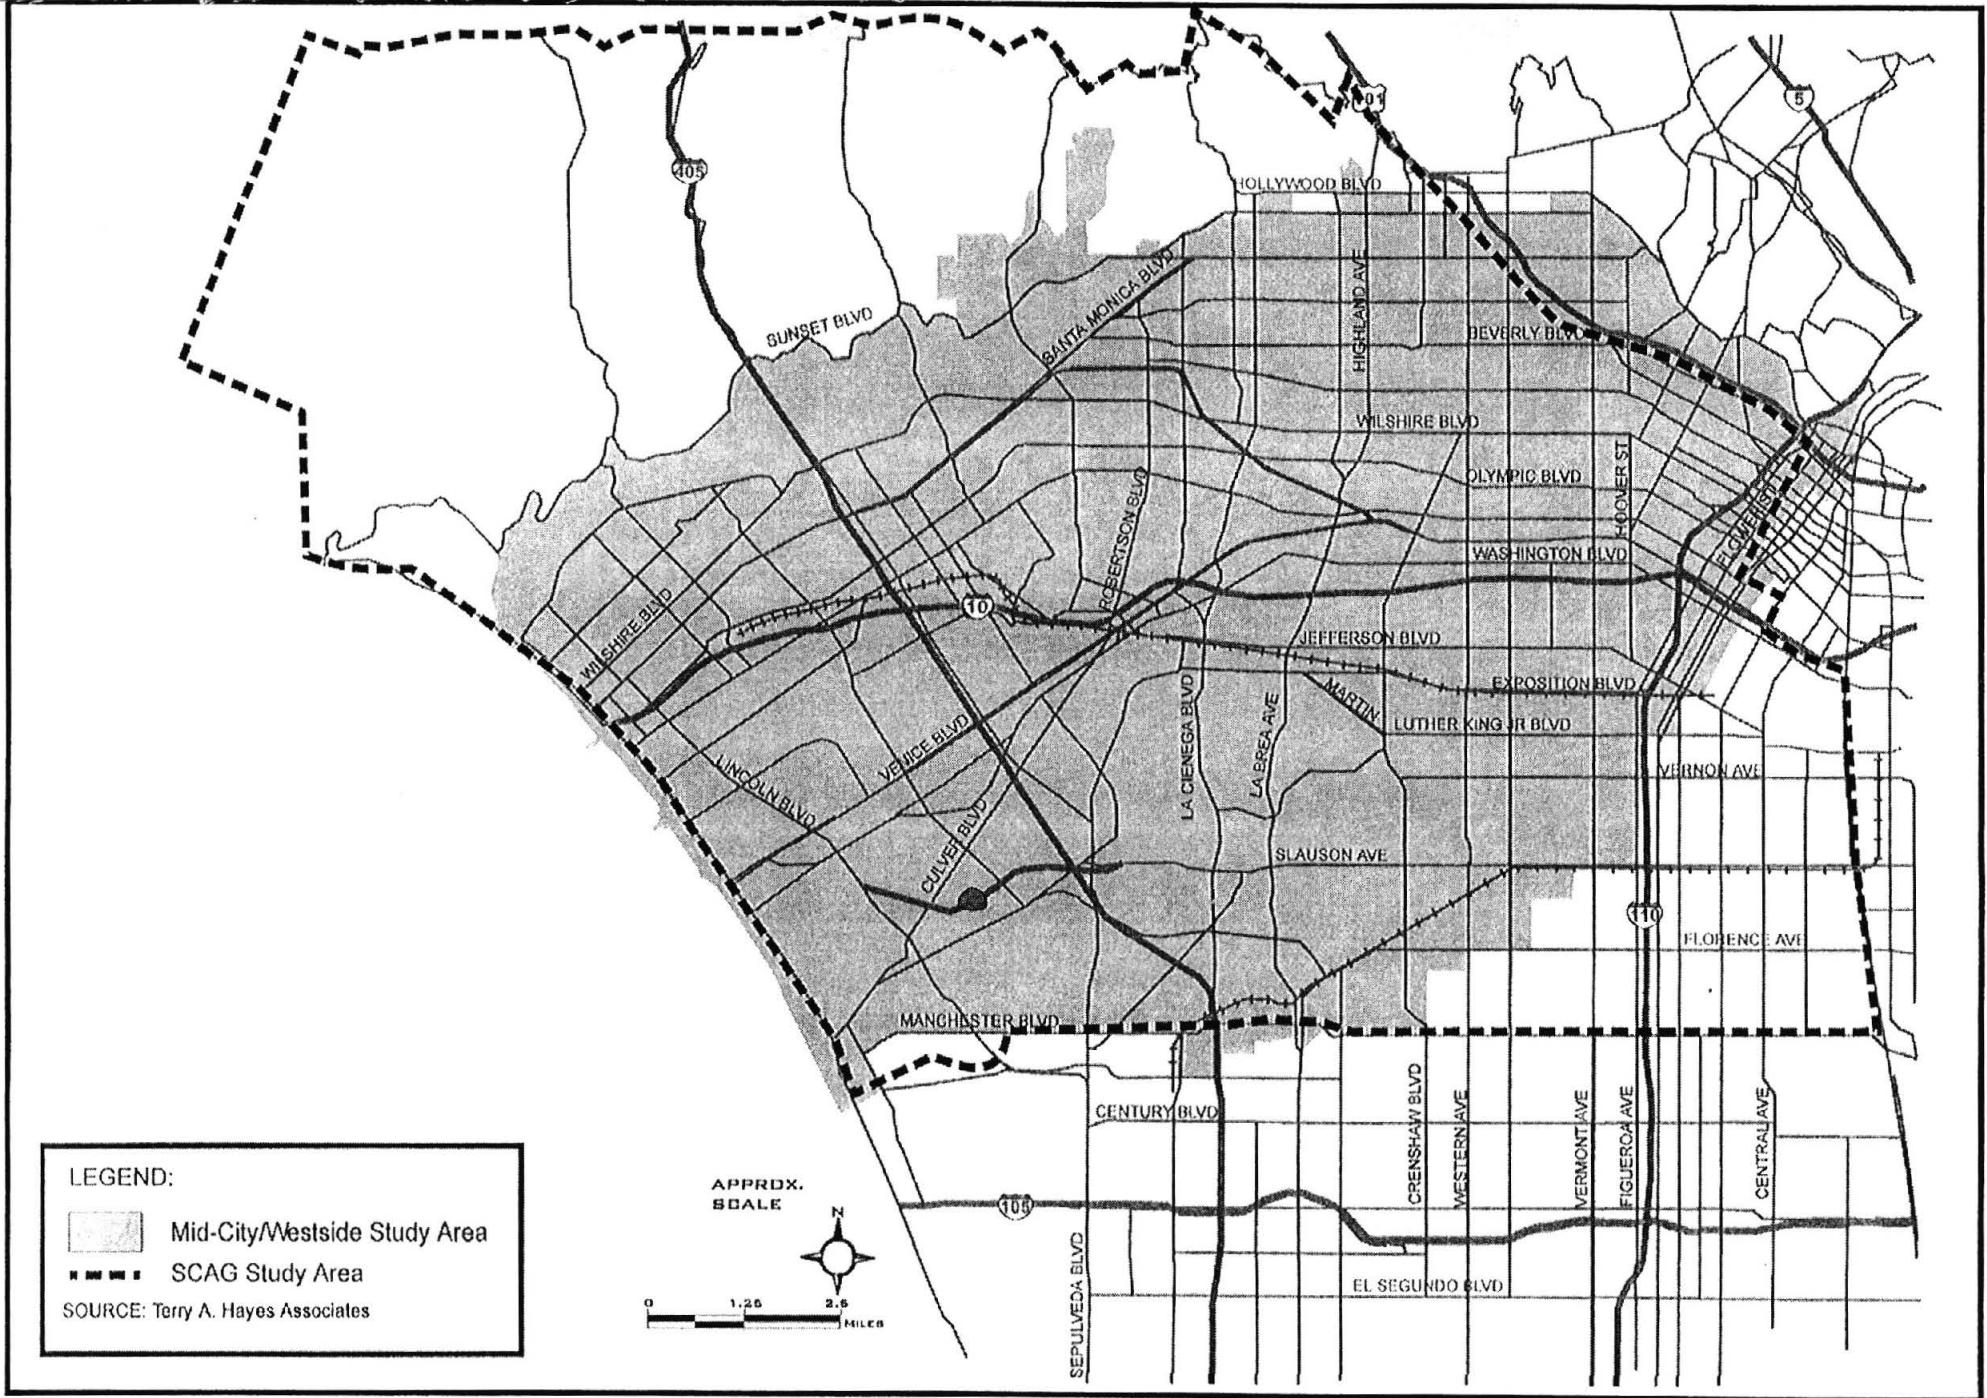 101
5
405
HOLLYWOOD BLVD
SANTA MONICA BLVD
HIGHLAND AVE
SUNSET BLVD
BEVERLY BLVD
WILSHIRE BLVD
OLYMPIC BLVD
HOOVER ST
ROBERTSON BLVD
FLOWER ST
WASHINGTON BLVD
WILSHIRE BLVD
10
JEFFERSON BLVD
EXPOSITION BLVD
MARTIN
LUTHER KING JR BLVD
LA CIENEGA BLVD
LA BREA AVE
VENICE BLVD
LINCOLN BLVD
VERNON AVE
CULVER BLVD
SLAUSON AVE
110
FLORENCE AVE
MANCHESTER BLVD
CENTURY BLVD
CRENSHAW BLVD
WESTERN AVE
VERMONT AVE
FIGUEROA AVE
CENTRAL AVE
105
SEPULVEDA BLVD
EL SEGUNDO BLVD
LEGEND:
Mid-City/Westside Study Area
SCAG Study Area
SOURCE: Terry A. Hayes Associates
APPROX.
SCALE
N
0 1.25 2.5
MILES